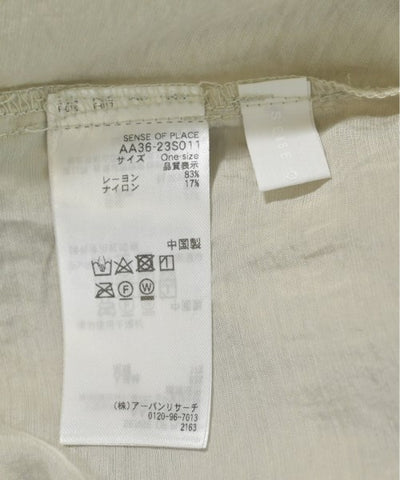 SENSE OF PLACE
AA36-23S011
サイズ One size
品質表示
レーヨン 83%
ナイロン 17%
中国製
F W
(株)アーバンリサーチ
0120-96-7013
2163